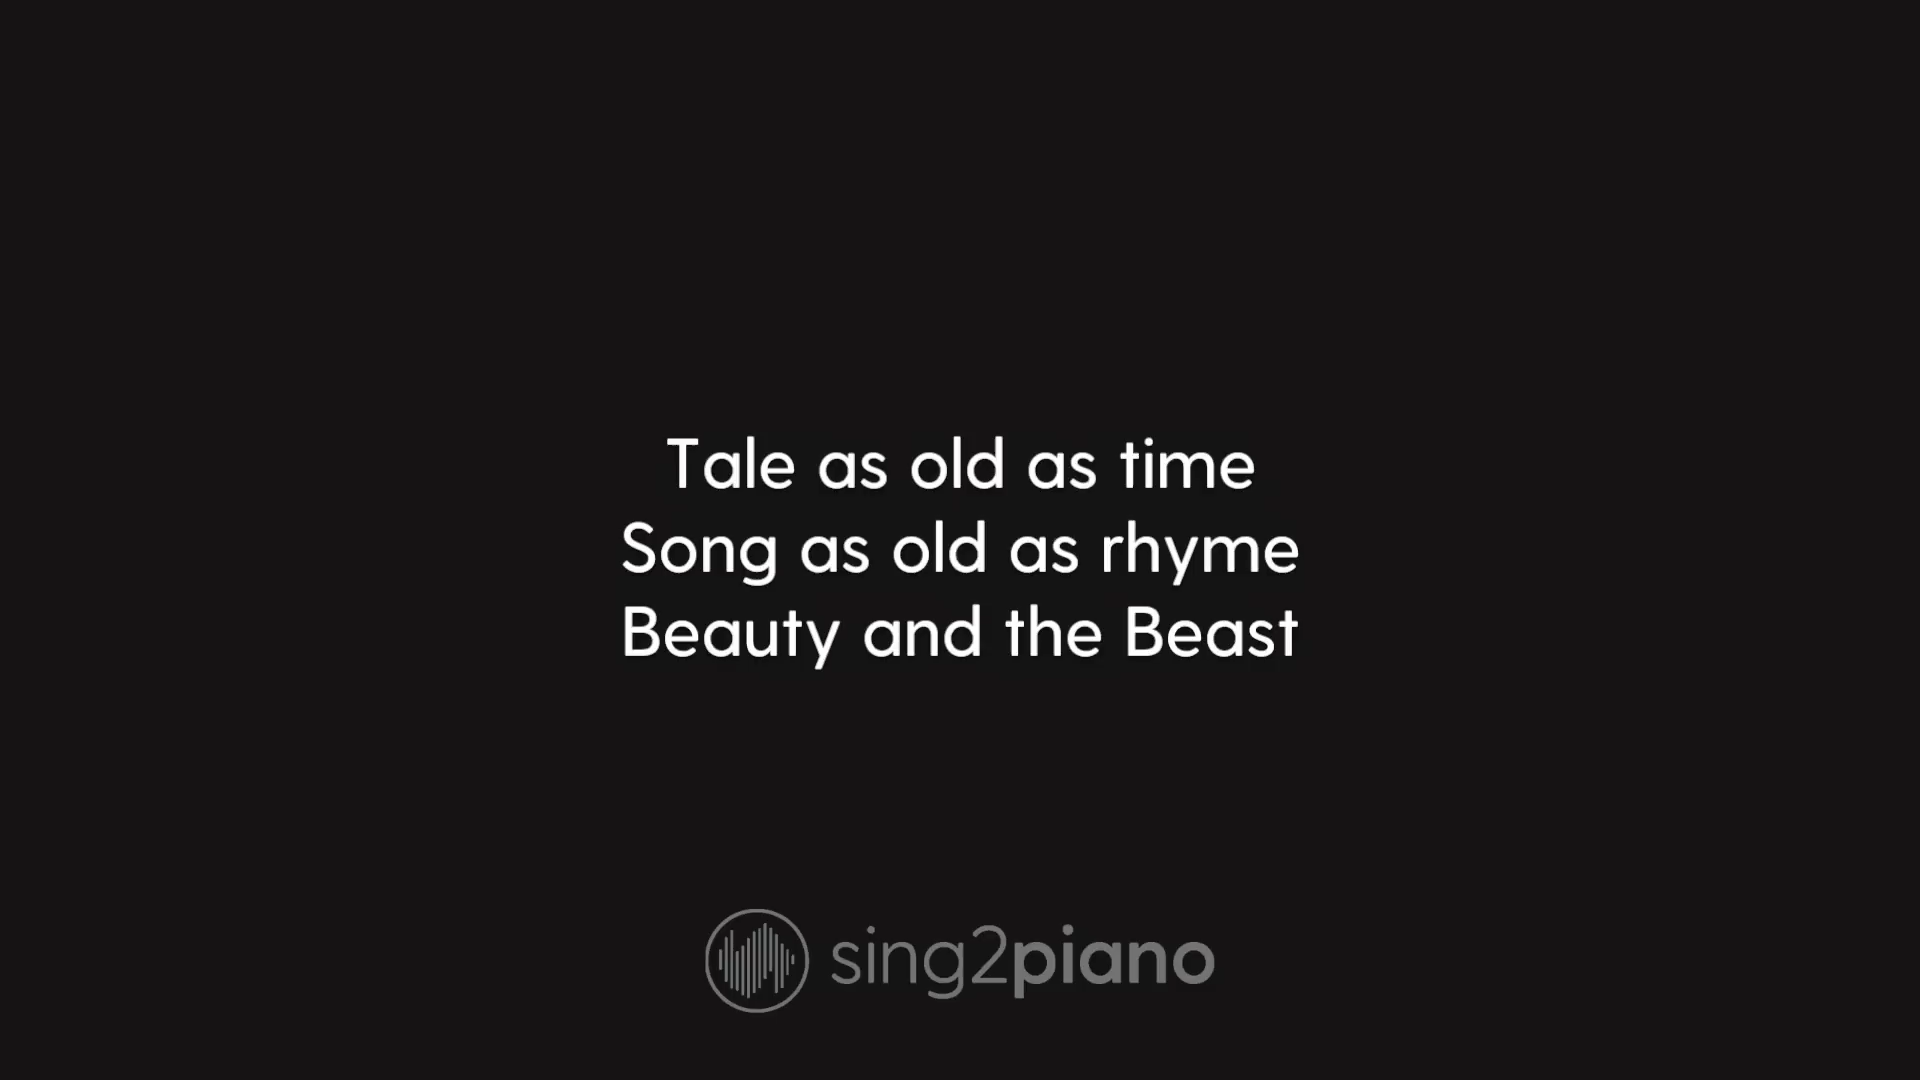 Tale as old as time
Song as old as rhyme
Beauty and the Beast
sing2piano